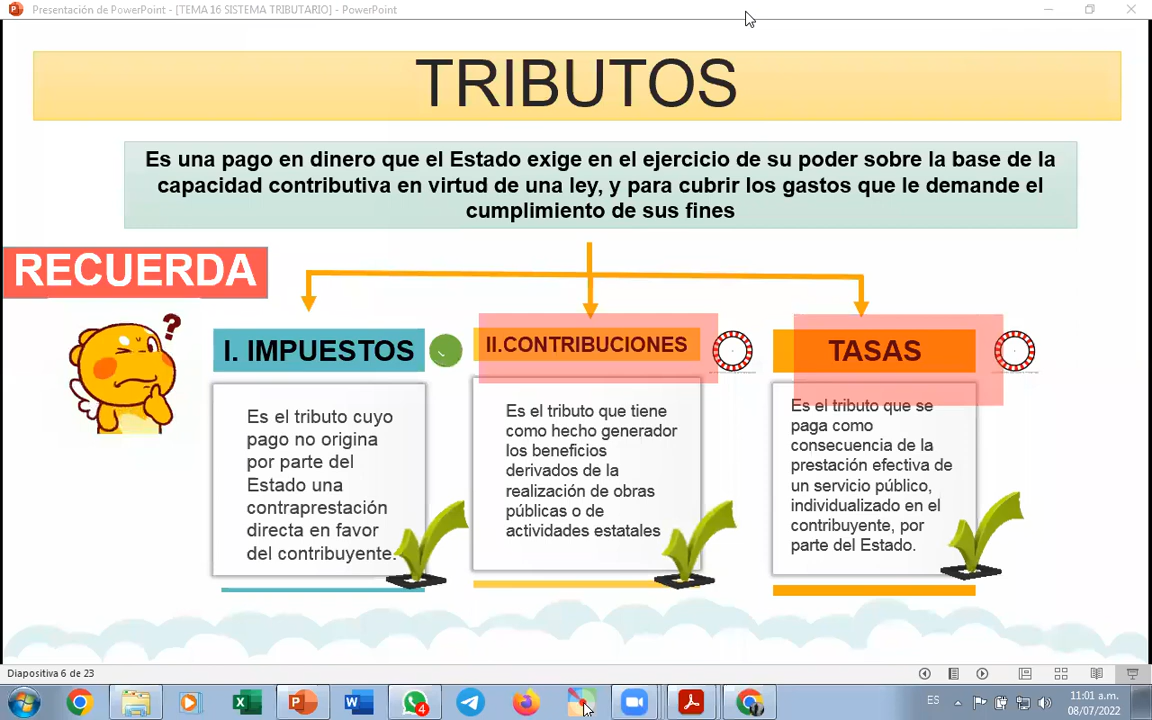 Presentación de PowerPoint - [TEMA 16 SISTEMA TRIBUTARIO] - PowerPoint
TRIBUTOS
Es una pago en dinero que el Estado exige en el ejercicio de su poder sobre la base de la
capacidad contributiva en virtud de una ley, y para cubrir los gastos que le demande el
cumplimiento de sus fines
RECUERDA
?
I. IMPUESTOS
Es el tributo cuyo
pago no origina
por parte del
Estado una
contraprestación
directa en favor
del contribuyente.
II.CONTRIBUCIONES
Es el tributo que tiene
como hecho generador
los beneficios
derivados de la
realización de obras
públicas o de
actividades estatales
TASAS
Es el tributo que se
paga como
consecuencia de la
prestación efectiva de
un servicio público,
individualizado en el
contribuyente, por
parte del Estado.
Diapositiva 6 de 23
4
ES
11:01 a.m.
08/07/2022